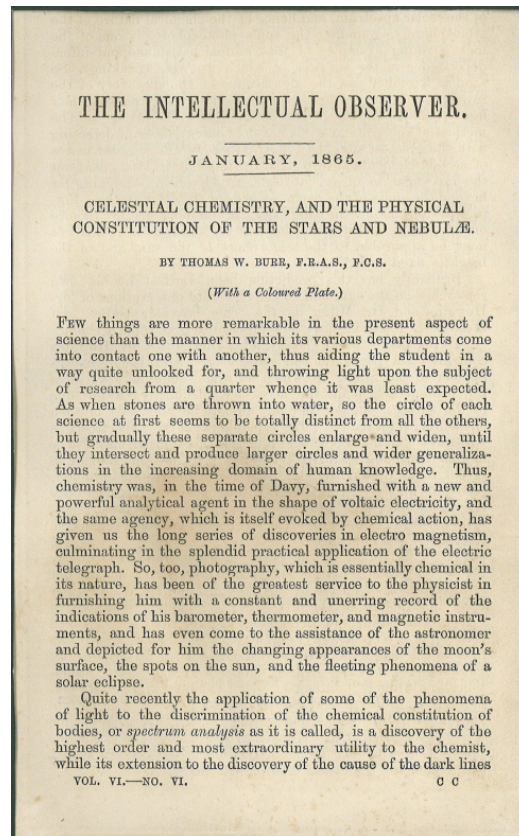 THE INTELLECTUAL OBSERVER.
JANUARY, 1865.
CELESTIAL CHEMISTRY, AND THE PHYSICAL
CONSTITUTION OF THE STARS AND NEBULÆ.
BY THOMAS W. BURR, F.R.A.S., F.C.S.
(With a Coloured Plate.)
FEW things are more remarkable in the present aspect of
science than the manner in which its various departments come
into contact one with another, thus aiding the student in a
way quite unlooked for, and throwing light upon the subject
of research from a quarter whence it was least expected.
As when stones are thrown into water, so the circle of each
science at first seems to be totally distinct from all the others,
but gradually these separate circles enlarge and widen, until
they intersect and produce larger circles and wider generaliza-
tions in the increasing domain of human knowledge. Thus,
chemistry was, in the time of Davy, furnished with a new and
powerful analytical agent in the shape of voltaic electricity, and
the same agency, which is itself evoked by chemical action, has
given us the long series of discoveries in electro magnetism,
culminating in the splendid practical application of the electric
telegraph. So, too, photography, which is essentially chemical in
its nature, has been of the greatest service to the physicist in
furnishing him with a constant and unerring record of the
indications of his barometer, thermometer, and magnetic instru-
ments, and has even come to the assistance of the astronomer
and depicted for him the changing appearances of the moon's
surface, the spots on the sun, and the fleeting phenomena of a
solar eclipse.
Quite recently the application of some of the phenomena
of light to the discrimination of the chemical constitution of
bodies, or spectrum analysis as it is called, is a discovery of the
highest order and most extraordinary utility to the chemist,
while its extension to the discovery of the cause of the dark lines
VOL. VI.—NO. VI. C C